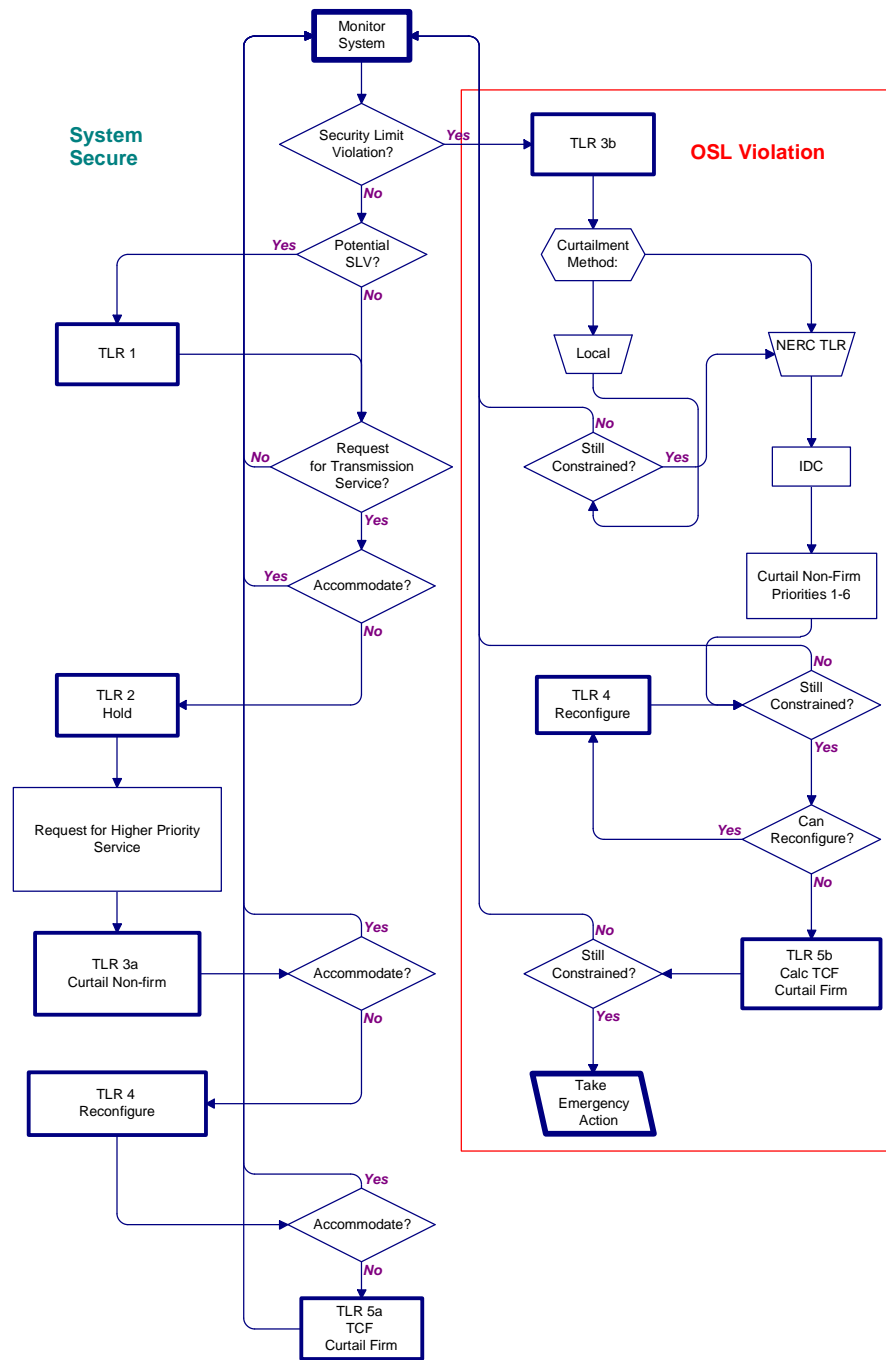 Monitor
System
System
Secure
Security Limit
Violation?
Yes
TLR 3b
OSL Violation
No
Potential
SLV?
Yes
No
Curtailment
Method:
TLR 1
Local
NERC TLR
Request
for Transmission
Service?
No
Yes
No
Still
Constrained?
Yes
IDC
Accommodate?
Yes
No
Curtail Non-Firm
Priorities 1-6
TLR 2
Hold
TLR 4
Reconfigure
No
Still
Constrained?
Yes
Request for Higher Priority
Service
Can
Reconfigure?
Yes
No
TLR 3a
Curtail Non-firm
Yes
Accommodate?
No
No
Still
Constrained?
Yes
TLR 5b
Calc TCF
Curtail Firm
TLR 4
Reconfigure
Take
Emergency
Action
Yes
Accommodate?
No
TLR 5a
TCF
Curtail Firm